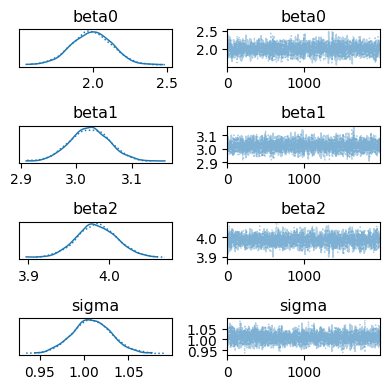 beta0 beta0
2.5
2.0
2.0 2.5 0 1000
beta1 beta1
3.1
3.0
2.9
2.9 3.0 3.1 0 1000
beta2 beta2
4.0
3.9
3.9 4.0 0 1000
sigma sigma
1.05
1.00
0.95
0.95 1.00 1.05 0 1000